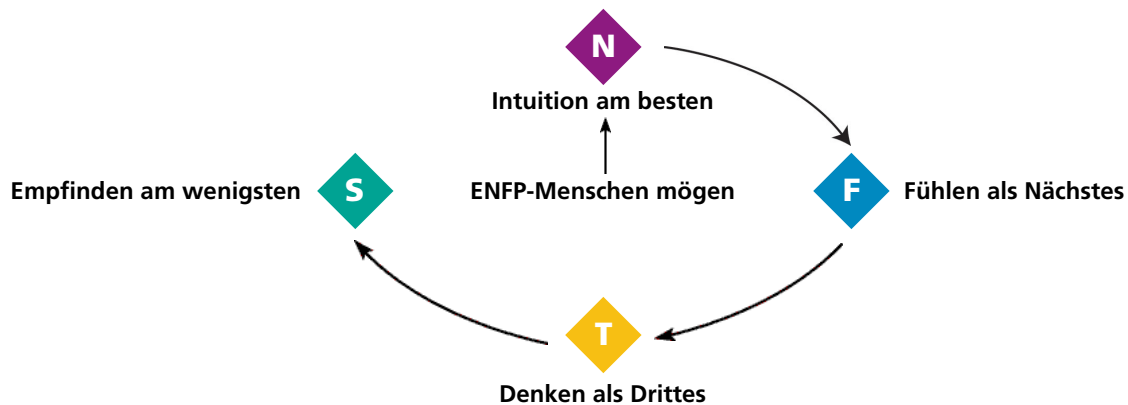 N
Intuition am besten
Empfinden am wenigsten
S
ENFP-Menschen mögen
F
Fühlen als Nächstes
T
Denken als Drittes